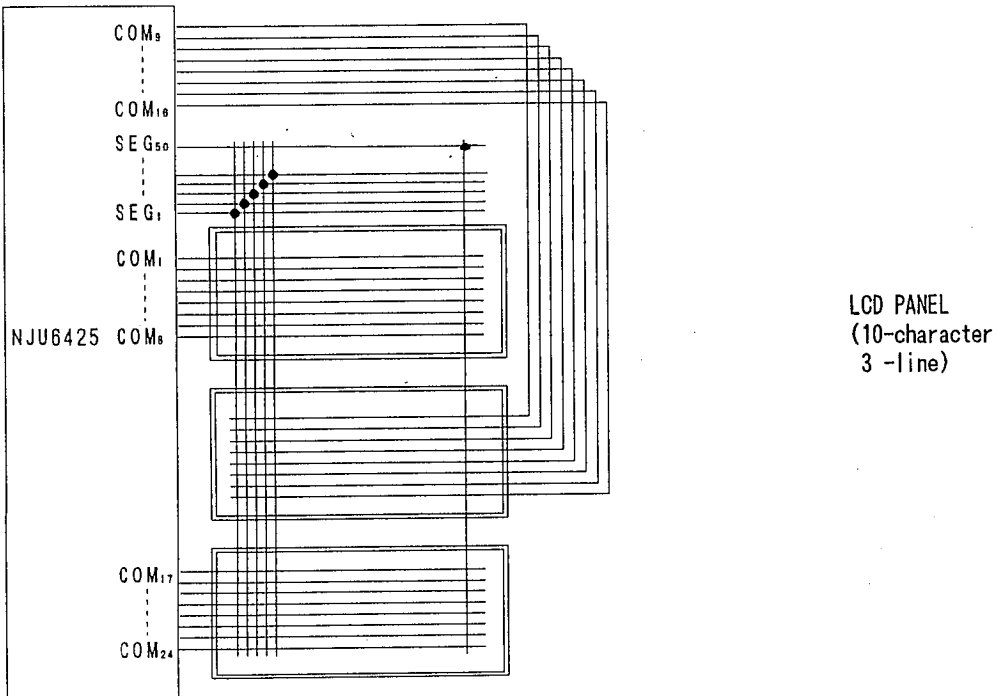 COM₉
COM₁₆
SEG₅₀
SEG₁
COM₁
NJU6425 COM₈
COM₁₇
COM₂₄
LCD PANEL
(10-character
3 -line)